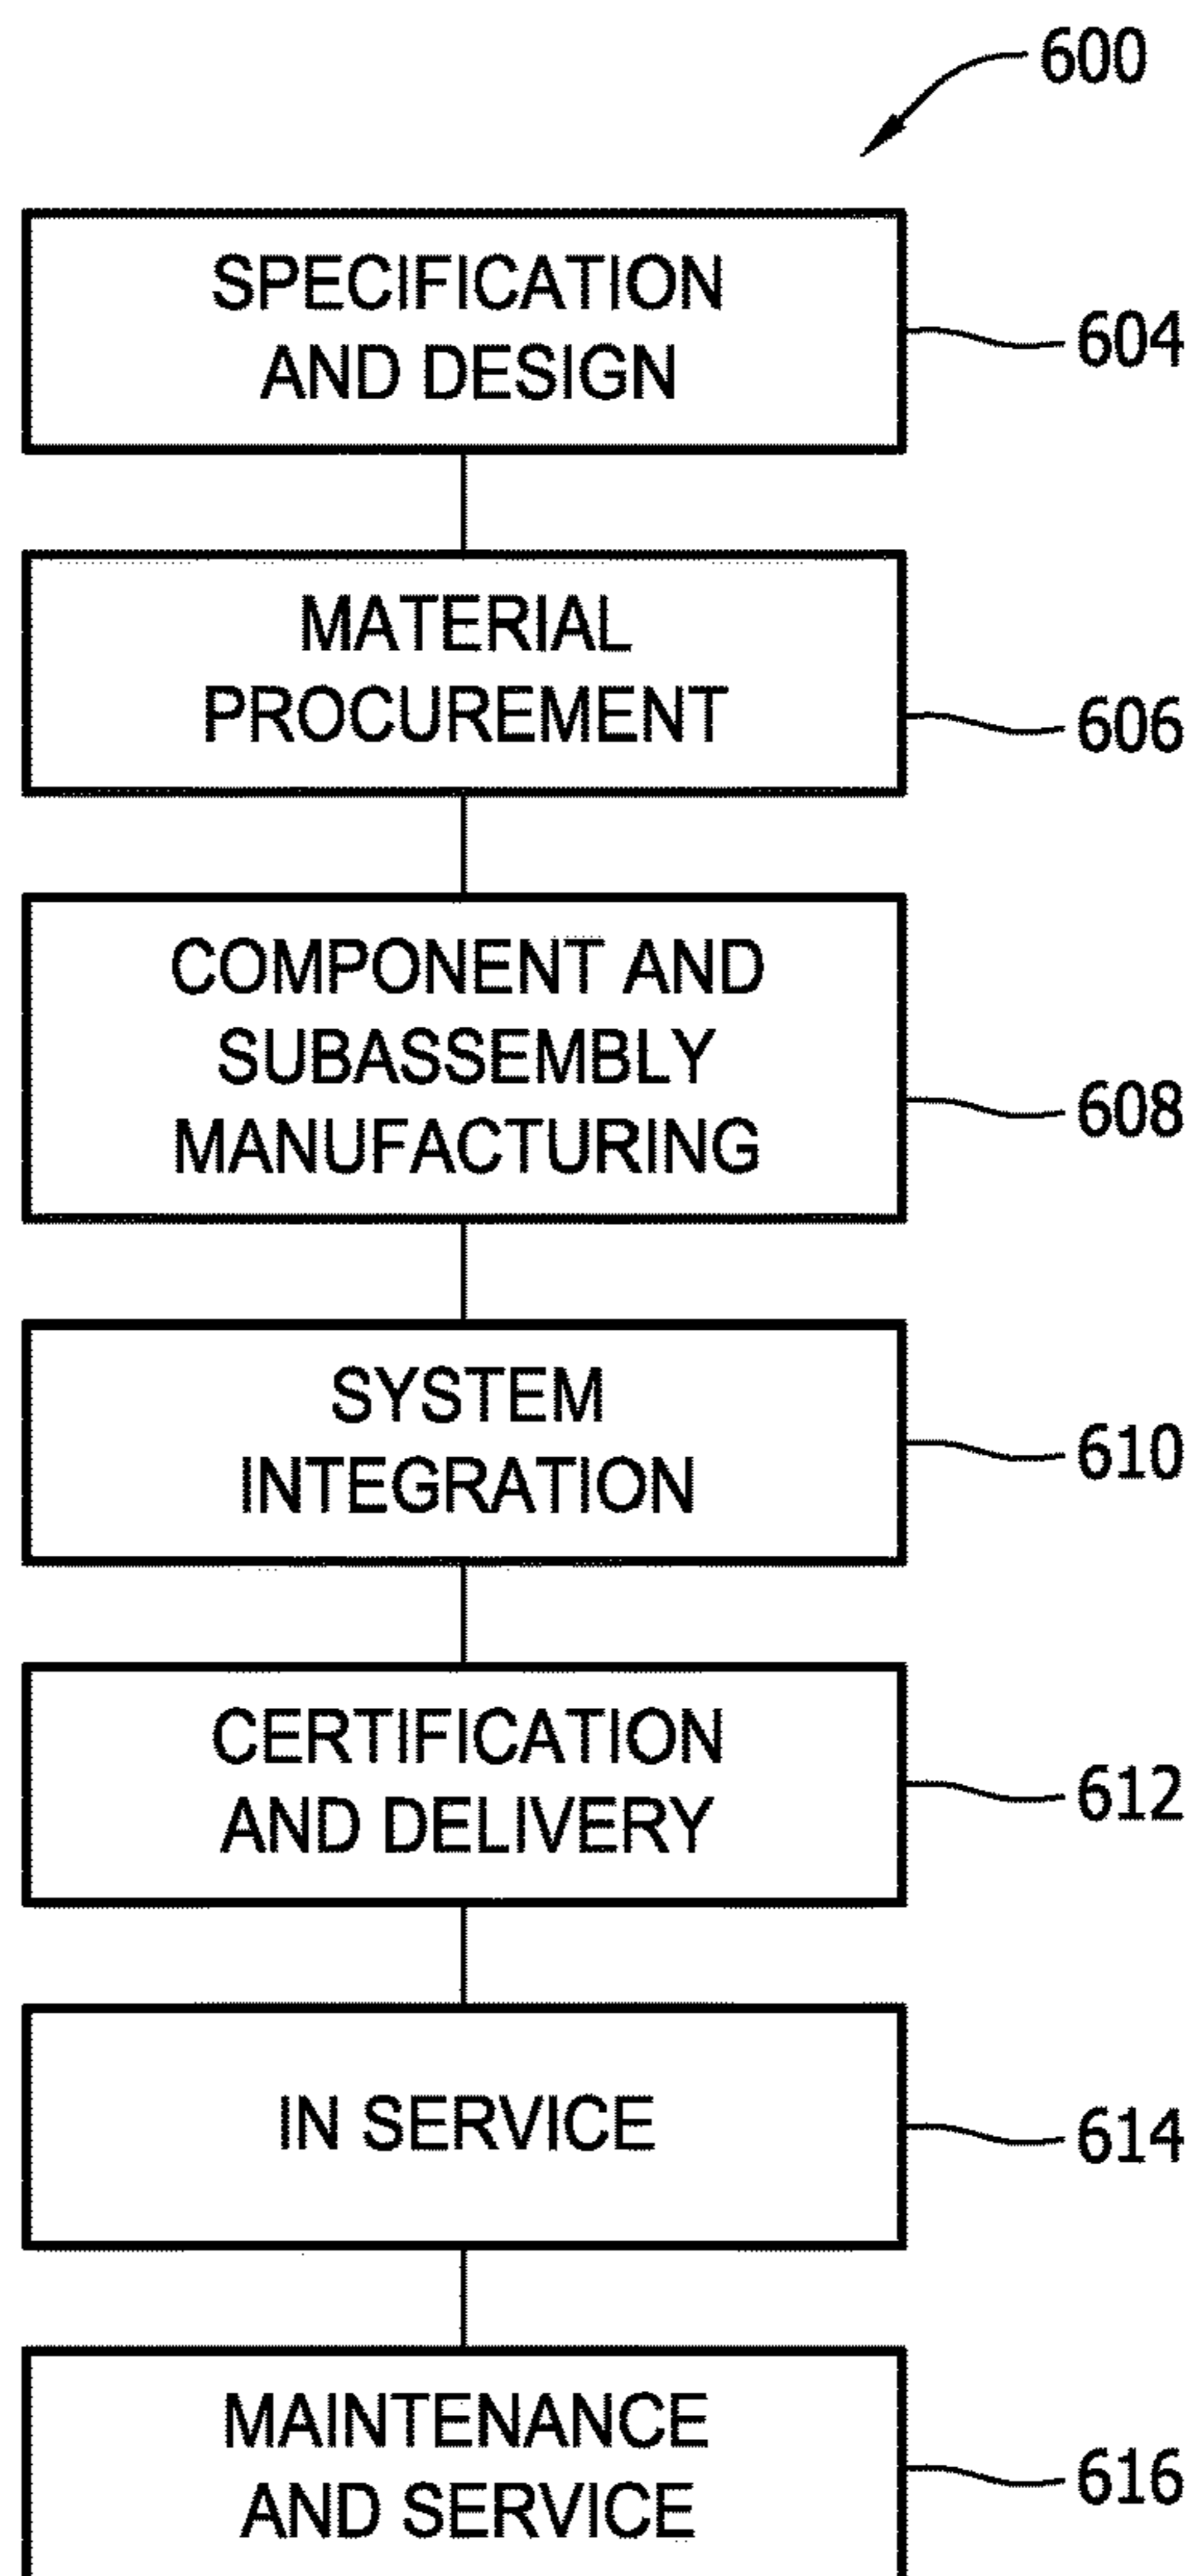 600
SPECIFICATION
AND DESIGN
604
MATERIAL
PROCUREMENT
606
COMPONENT AND
SUBASSEMBLY
MANUFACTURING
608
SYSTEM
INTEGRATION
610
CERTIFICATION
AND DELIVERY
612
IN SERVICE
614
MAINTENANCE
AND SERVICE
616